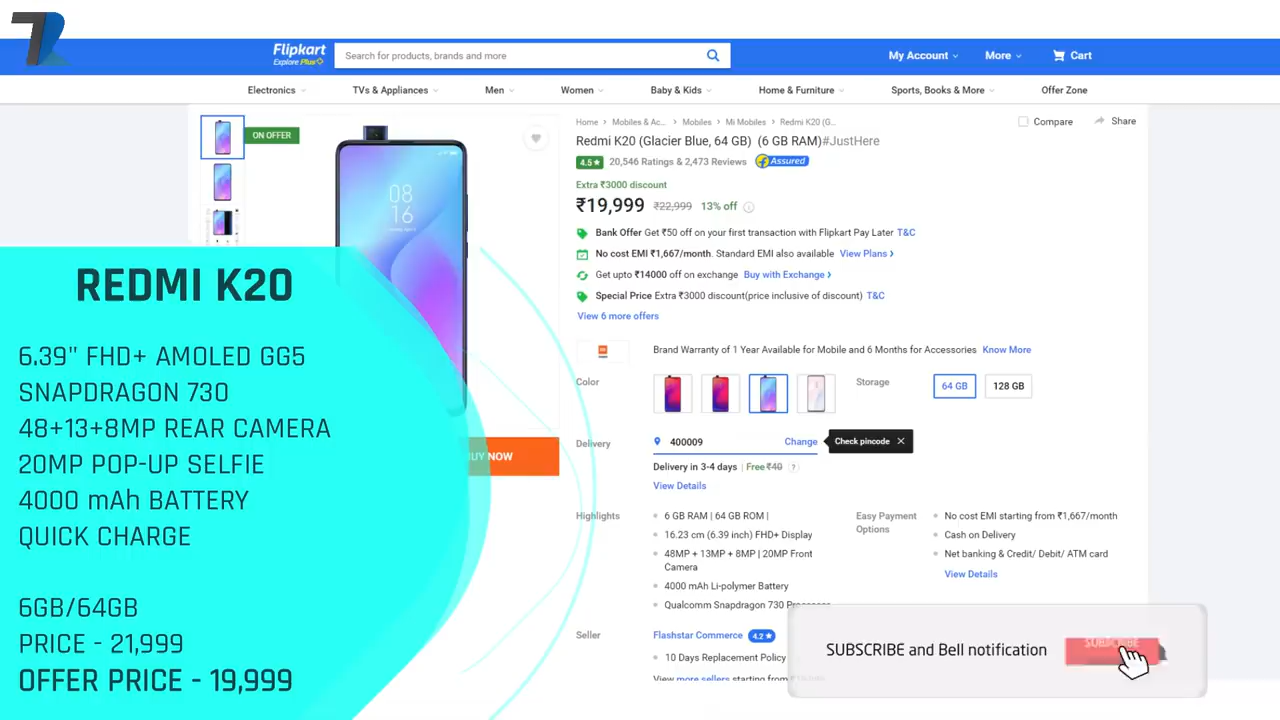 Flipkart
Explore Plus
Search for products, brands and more
My Account
More
Cart
Electronics
TVs & Appliances
Men
Women
Baby & Kids
Home & Furniture
Sports, Books & More
Offer Zone
ON OFFER
Home > Mobiles & Ac... > Mobiles > Mi Mobiles > Redmi K20 (G...
Compare
Share
Redmi K20 (Glacier Blue, 64 GB) (6 GB RAM)#JustHere
4.5★ 20,546 Ratings & 2,473 Reviews Assured
Extra ₹3000 discount
₹19,999 ₹22,999 13% off
Bank Offer Get ₹50 off on your first transaction with Flipkart Pay Later T&C
No cost EMI ₹1,667/month. Standard EMI also available View Plans >
Get upto ₹14000 off on exchange Buy with Exchange >
Special Price Extra ₹3000 discount(price inclusive of discount) T&C
View 6 more offers
08
16
Brand Warranty of 1 Year Available for Mobile and 6 Months for Accessories Know More
Color
Storage
64 GB
128 GB
Delivery
400009
Change
Check pincode ✕
Delivery in 3-4 days | Free ₹40 ?
View Details
Highlights
6 GB RAM | 64 GB ROM |
16.23 cm (6.39 inch) FHD+ Display
48MP + 13MP + 8MP | 20MP Front
Camera
4000 mAh Li-polymer Battery
Qualcomm Snapdragon 730
Easy Payment
Options
No cost EMI starting from ₹1,667/month
Cash on Delivery
Net banking & Credit/ Debit/ ATM card
View Details
Seller
Flashstar Commerce 4.2★
10 Days Replacement Policy
View more sellers starting from
UY NOW
REDMI K20
6.39" FHD+ AMOLED GG5
SNAPDRAGON 730
48+13+8MP REAR CAMERA
20MP POP-UP SELFIE
4000 mAh BATTERY
QUICK CHARGE
6GB/64GB
PRICE - 21,999
OFFER PRICE - 19,999
SUBSCRIBE and Bell notification
SUBSCRIBE